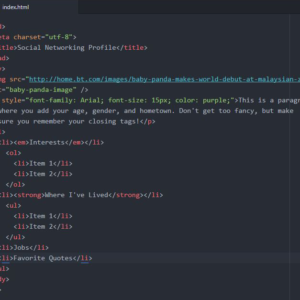 index.html
eta charset="utf-8">
itle>Social Networking Profile</title>
ad>
g src="http://home.bt.com/images/baby-panda-makes-world-debut-at-malaysian-
="baby-panda-image" />
style="font-family: Arial; font-size: 15px; color: purple;">This is a paragr
here you add your age, gender, and hometown. Don't get too fancy, but make
sure you remember your closing tags!</p>
li><em>Interests</em></li>
<ol>
<li>Item 1</li>
<li>Item 2</li>
</ol>
li><strong>Where I've Lived</strong></li>
<ul>
<li>Item 1</li>
<li>Item 2</li>
</ul>
li>Jobs</li>
li>Favorite Quotes</li>
ul>
dy>
>